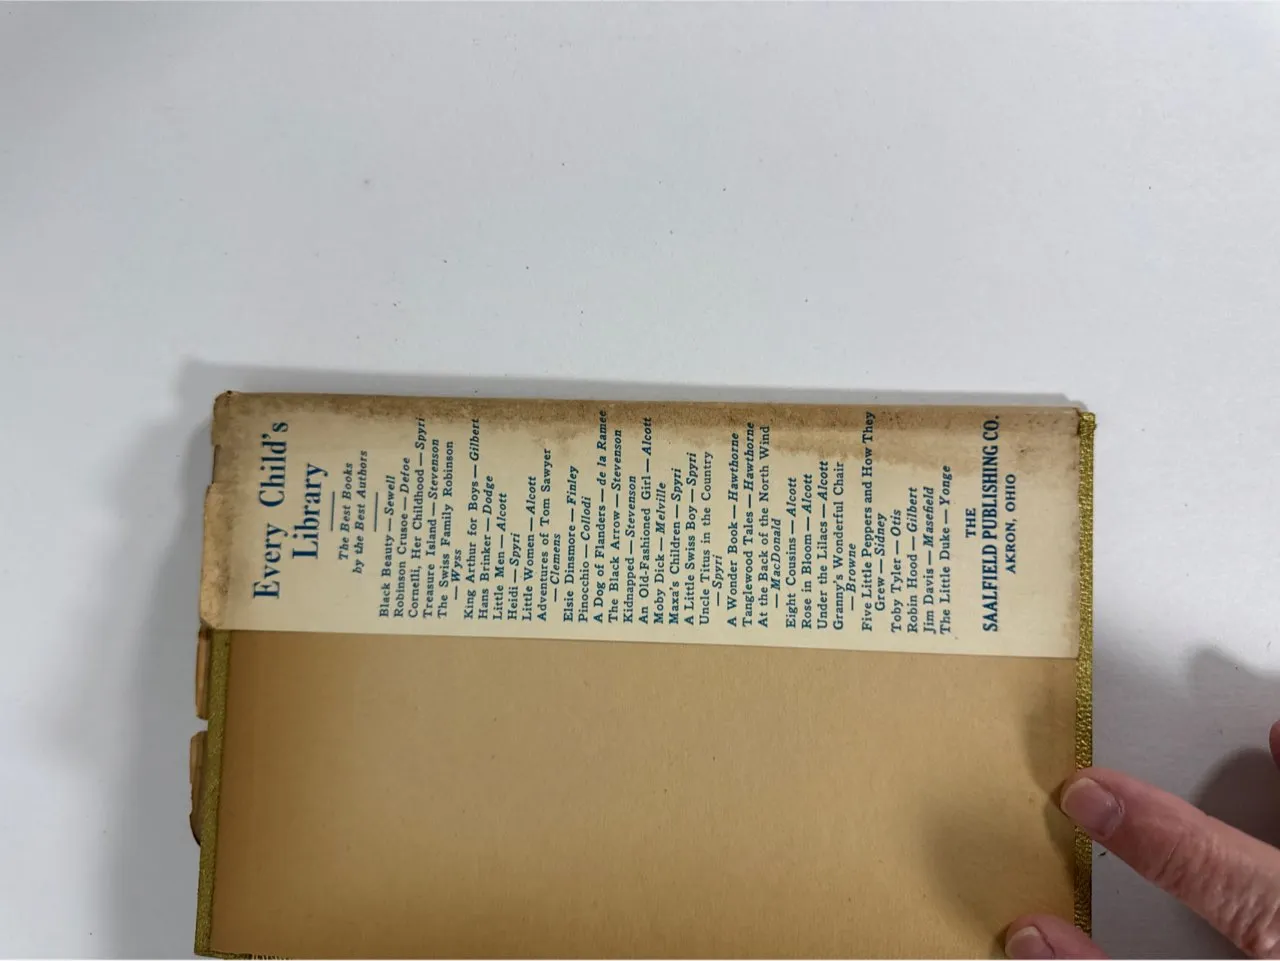 Every Child's
Library
The Best Books
by the Best Authors
Black Beauty—Sewell
Robinson Crusoe—Defoe
Cornelli, Her Childhood—Spyri
Treasure Island—Stevenson
The Swiss Family Robinson
—Wyss
King Arthur for Boys—Gilbert
Hans Brinker—Dodge
Little Men—Alcott
Heidi—Spyri
Little Women—Alcott
Adventures of Tom Sawyer
—Clemens
Elsie Dinsmore—Finley
Pinocchio—Collodi
A Dog of Flanders—de la Ramee
The Black Arrow—Stevenson
Kidnapped—Stevenson
An Old-Fashioned Girl—Alcott
Moby Dick—Melville
Maxa's Children—Spyri
A Little Swiss Boy—Spyri
Uncle Titus in the Country
—Spyri
A Wonder Book—Hawthorne
Tanglewood Tales—Hawthorne
At the Back of the North Wind
—MacDonald
Eight Cousins—Alcott
Rose in Bloom—Alcott
Under the Lilacs—Alcott
Granny's Wonderful Chair
—Browne
Five Little Peppers and How They
Grew—Sidney
Toby Tyler—Otis
Robin Hood—Gilbert
Jim Davis—Masefield
The Little Duke—Yonge
THE
SAALFIELD PUBLISHING CO.
AKRON, OHIO